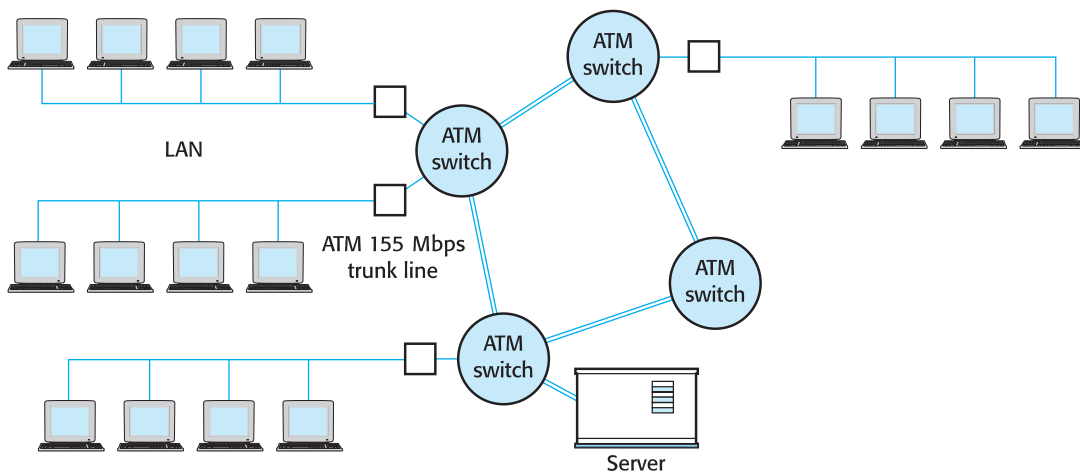 ATM
switch
ATM
switch
LAN
ATM 155 Mbps
trunk line
ATM
switch
ATM
switch
Server